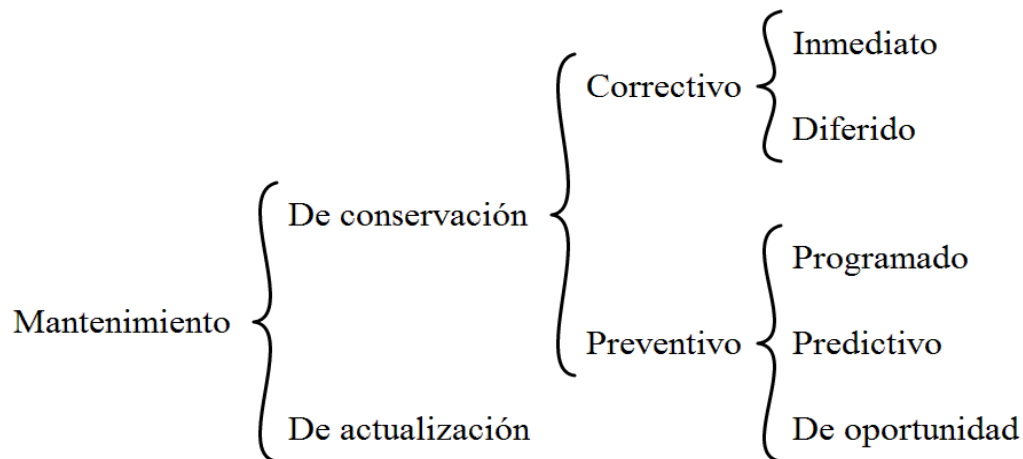 Mantenimiento
De conservación
Correctivo
Inmediato
Diferido
Preventivo
Programado
Predictivo
De oportunidad
De actualización